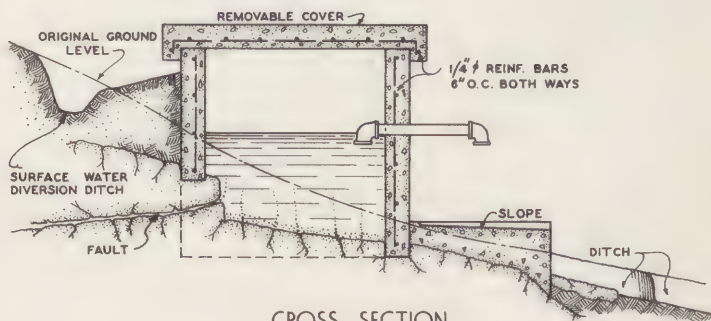 REMOVABLE COVER
ORIGINAL GROUND
LEVEL
1/4" ϕ REINF. BARS
6" O.C. BOTH WAYS
SURFACE WATER
DIVERSION DITCH
FAULT
SLOPE
DITCH
CROSS SECTION